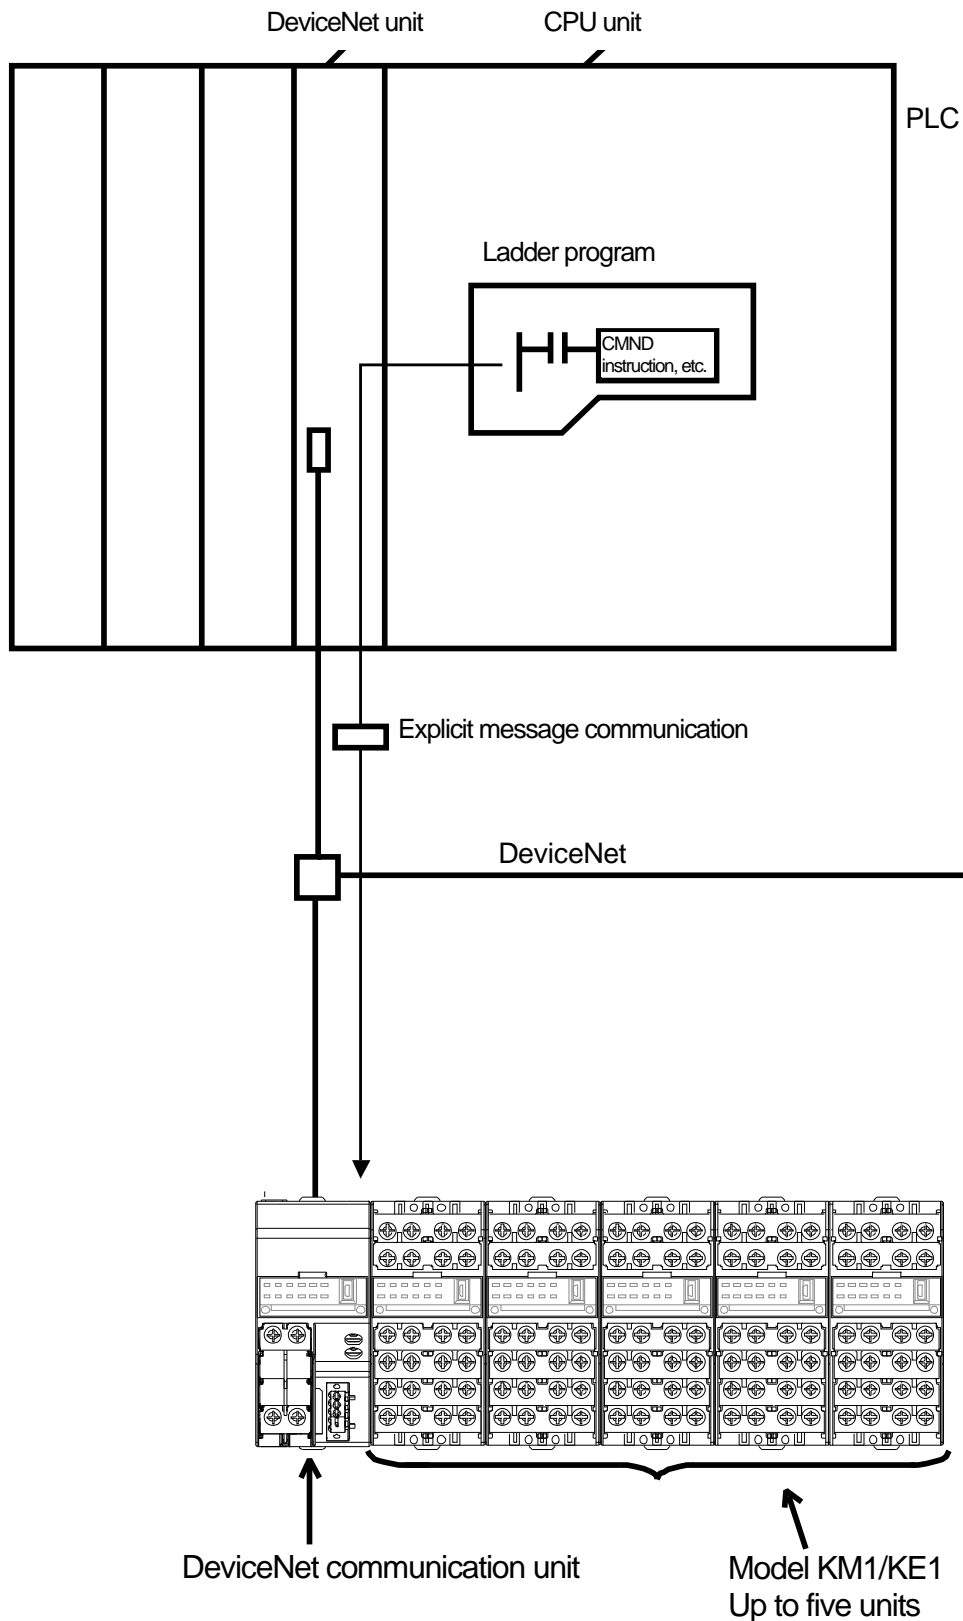 DeviceNet unit
CPU unit
PLC
Ladder program
CMND
instruction, etc.
Explicit message communication
DeviceNet
DeviceNet communication unit
Model KM1/KE1
Up to five units